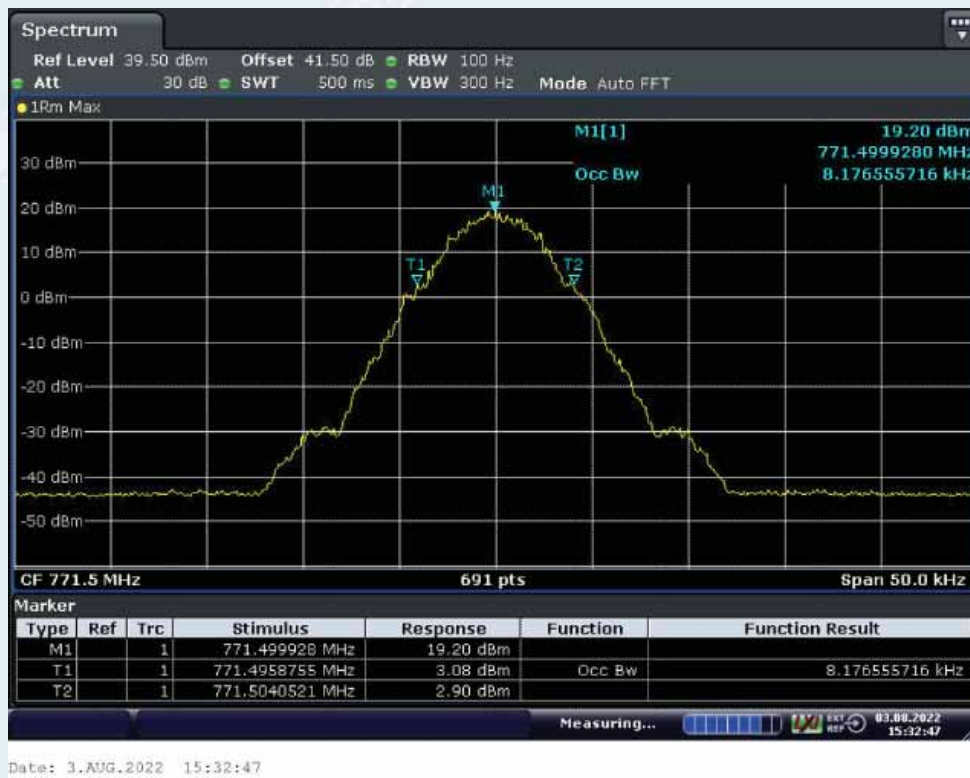 Spectrum
Ref Level 39.50 dBm Offset 41.50 dB RBW 100 Hz
Att 30 dB SWT 500 ms VBW 300 Hz Mode Auto FFT
1Rm Max
M1[1] 19.20 dBm
771.4999280 MHz
30 dBm
Occ Bw 8.176555716 kHz
M1
20 dBm
10 dBm
T1 T2
0 dBm
-10 dBm
-20 dBm
-30 dBm
-40 dBm
-50 dBm
CF 771.5 MHz 691 pts Span 50.0 kHz
Marker
Type Ref Trc Stimulus Response Function Function Result
M1 1 771.499928 MHz 19.20 dBm
T1 1 771.4958755 MHz 3.08 dBm Occ Bw 8.176555716 kHz
T2 1 771.5040521 MHz 2.90 dBm
Measuring... LXI EXT REF 03.08.2022
15:32:47
Date: 3.AUG.2022 15:32:47